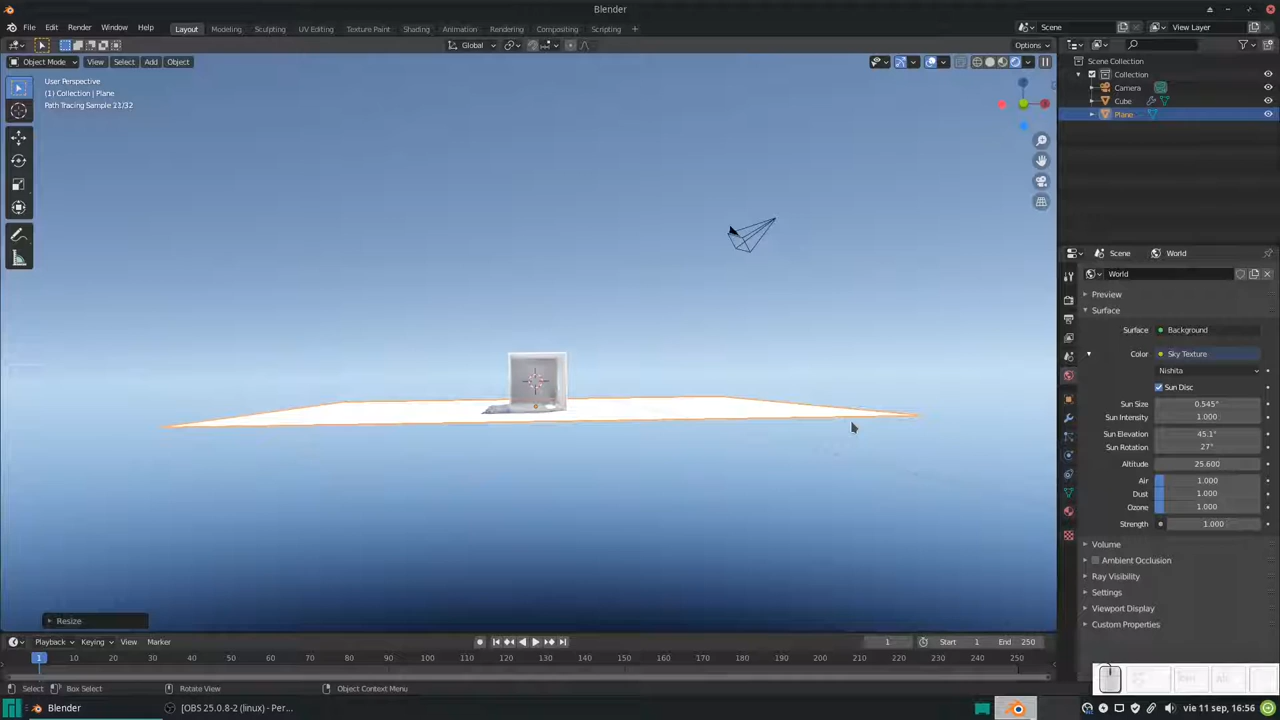 Blender
File Edit Render Window Help
Layout Modeling Sculpting UV Editing Texture Paint Shading Animation Rendering Compositing Scripting
Scene
View Layer
Global
Options
Object Mode View Select Add Object
User Perspective
(1) Collection | Plane
Path Tracing Sample 21/32
Scene Collection
Collection
Camera
Cube
Plane
Scene World
World
Preview
Surface
Surface Background
Color Sky Texture
Nishita
Sun Disc
Sun Size 0.545°
Sun Intensity 1.000
Sun Elevation 45.1°
Sun Rotation 27°
Altitude 25.600
Air 1.000
Dust 1.000
Ozone 1.000
Strength 1.000
Volume
Ambient Occlusion
Ray Visibility
Settings
Viewport Display
Custom Properties
Resize
Playback Keying View Marker
1 Start 1 End 250
1 10 20 30 40 50 60 70 80 90 100 110 120 130 140 150 160 170 180 190 200 210 220 230 240 250
Select Box Select Rotate View Object Context Menu
Blender
[OBS 25.0.8-2 (linux) - Per...
vie 11 sep, 16:56